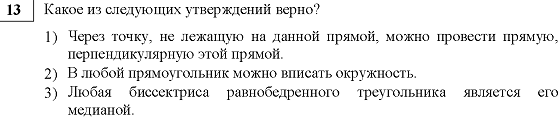 13 Какое из следующих утверждений верно?
1) Через точку, не лежащую на данной прямой, можно провести прямую,
перпендикулярную этой прямой.
2) В любой прямоугольник можно вписать окружность.
3) Любая биссектриса равнобедренного треугольника является его
медианой.